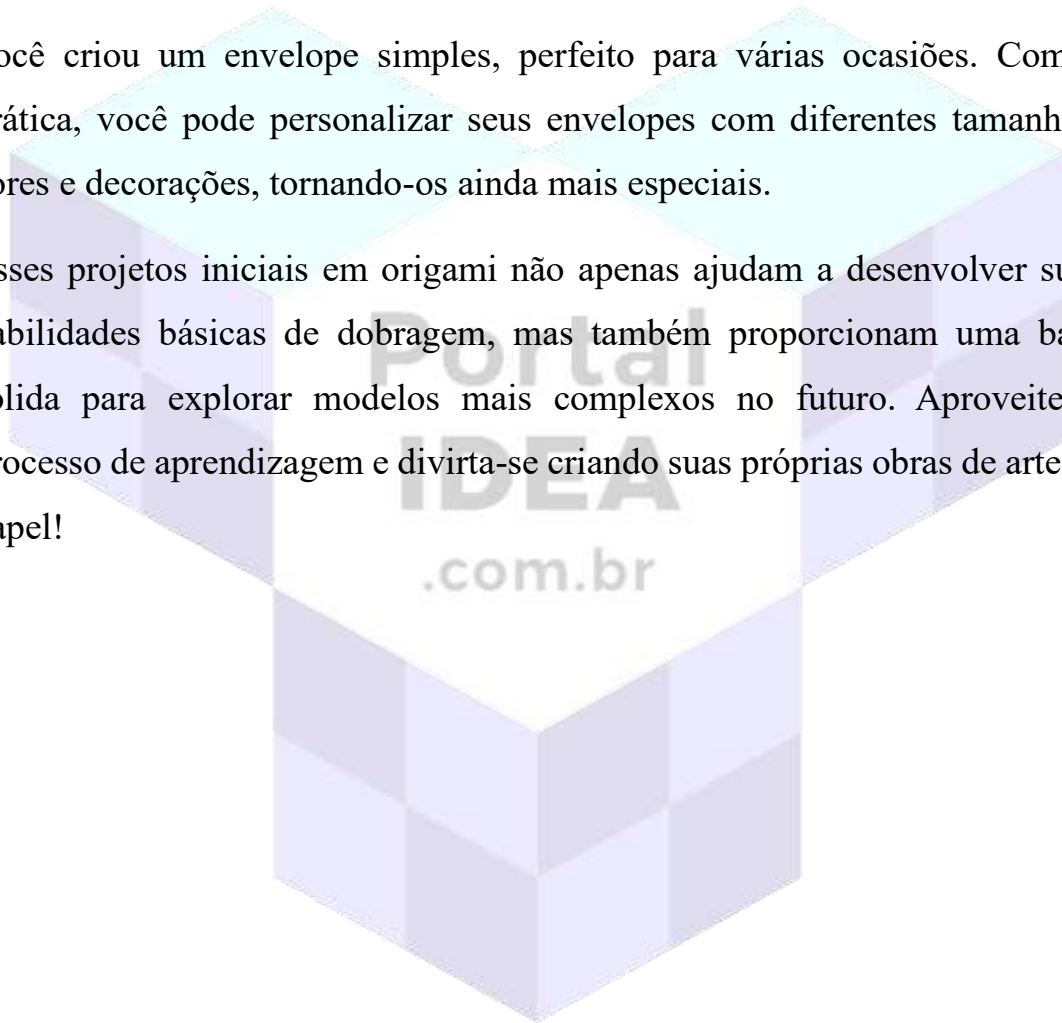 ocê criou um envelope simples, perfeito para várias ocasiões. Com
rática, você pode personalizar seus envelopes com diferentes tamanh
ores e decorações, tornando-os ainda mais especiais.
sses projetos iniciais em origami não apenas ajudam a desenvolver su
abilidades básicas de dobragem, mas também proporcionam uma ba
lida para explorar modelos mais complexos no futuro. Aproveite
rocesso de aprendizagem e divirta-se criando suas próprias obras de arte
apel!
Portal
IDEA
.com.br